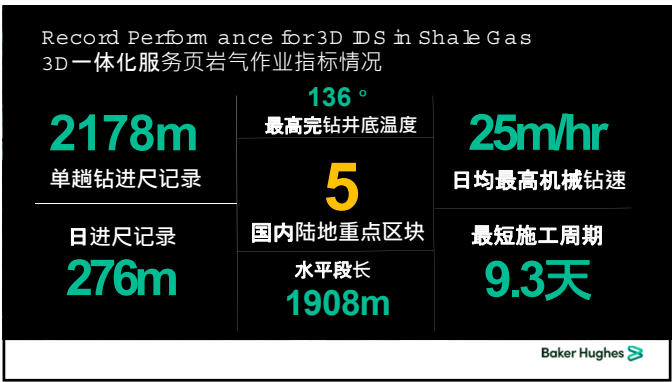 Record Performance for 3D IDS in Shale Gas
3D一体化服务页岩气作业指标情况
2178m
单趟钻进尺记录
日进尺记录
276m
136 °
最高完钻井底温度
5
国内陆地重点区块
水平段长
1908m
25m/hr
日均最高机械钻速
最短施工周期
9.3天
Baker Hughes